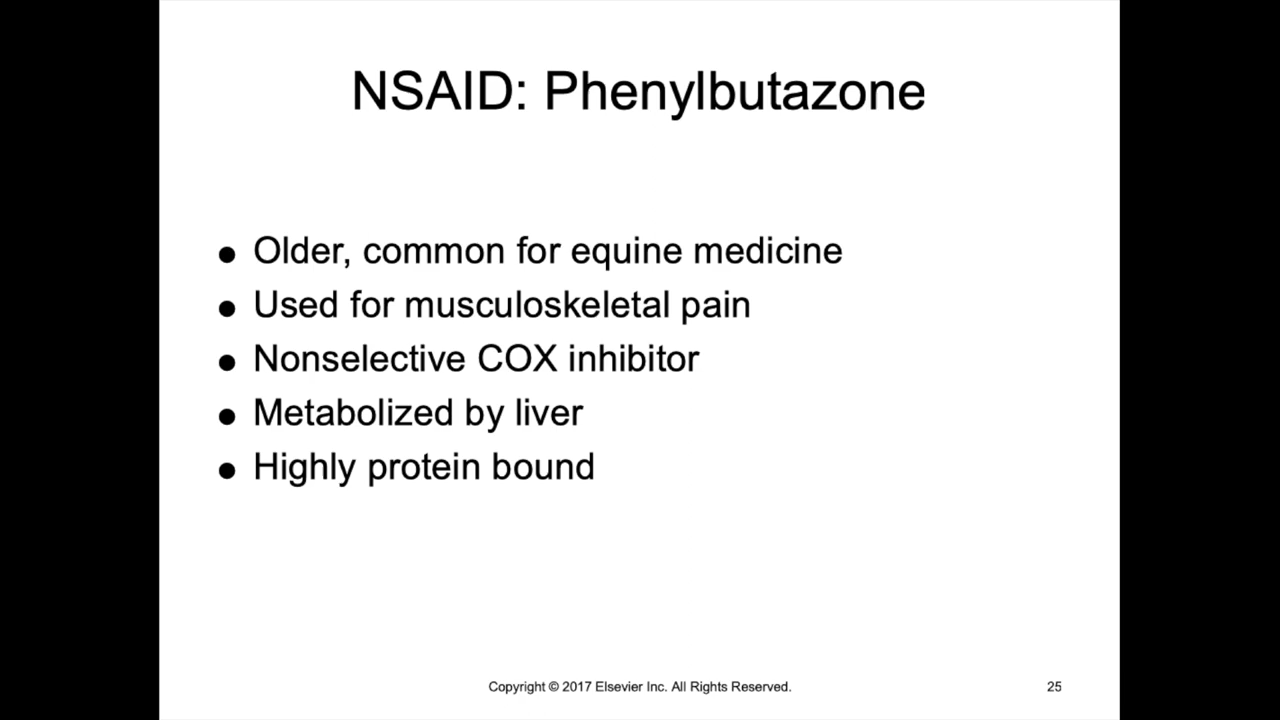 NSAID: Phenylbutazone
● Older, common for equine medicine
● Used for musculoskeletal pain
● Nonselective COX inhibitor
● Metabolized by liver
● Highly protein bound
Copyright © 2017 Elsevier Inc. All Rights Reserved.
25